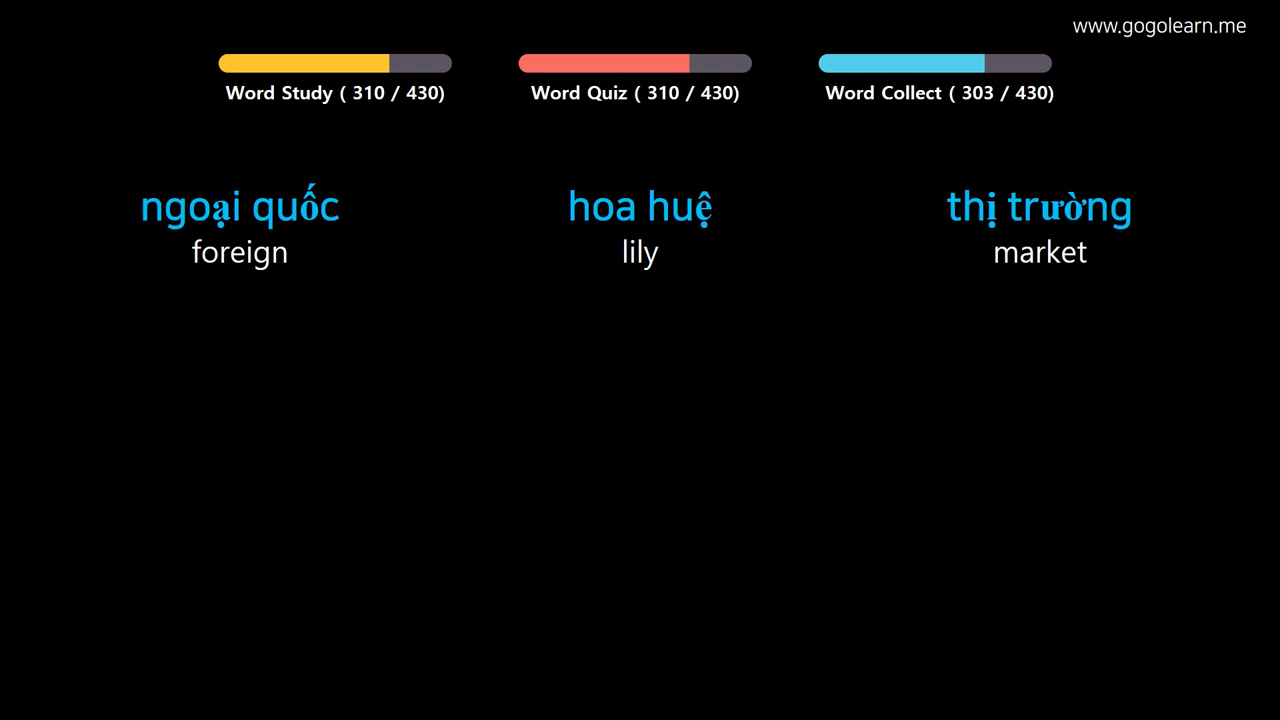 www.gogolearn.me
Word Study ( 310 / 430)
Word Quiz ( 310 / 430)
Word Collect ( 303 / 430)
ngoại quốc
foreign
hoa huệ
lily
thị trường
market